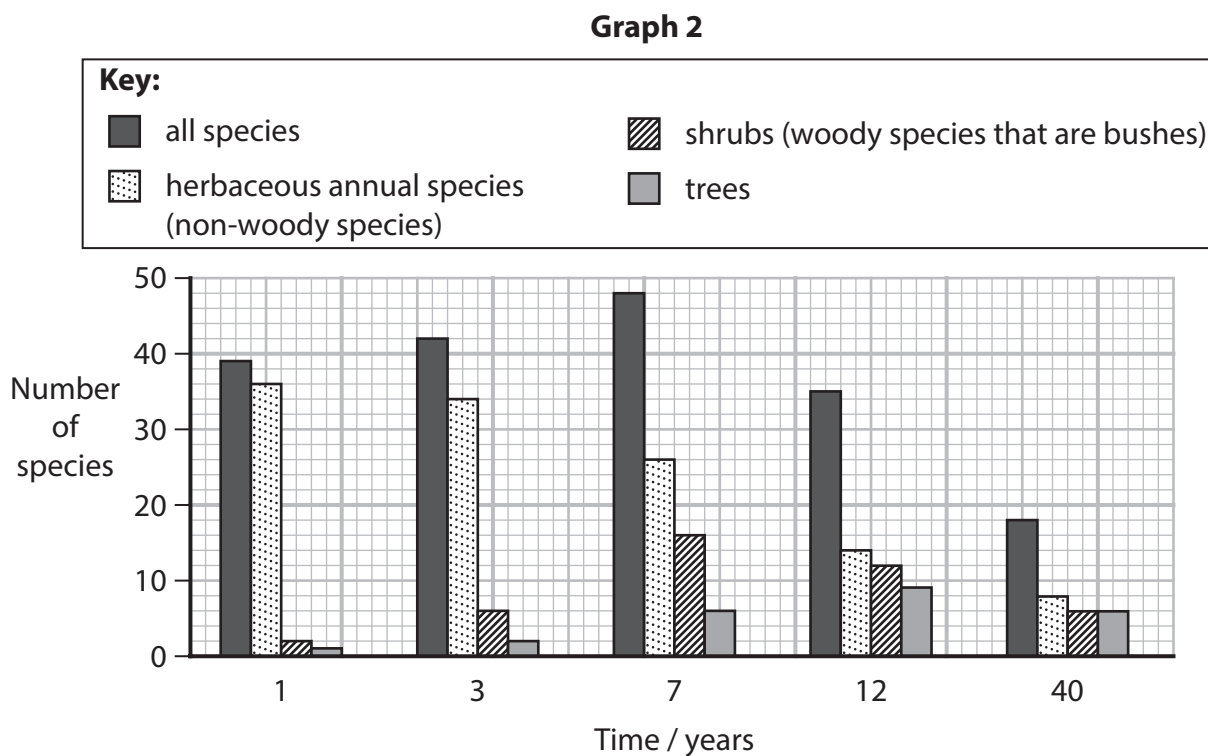 Graph 2
Key:
all species
herbaceous annual species
(non-woody species)
shrubs (woody species that are bushes)
trees
Number
of
species
50
40
30
20
10
0
1 3 7 12 40
Time / years